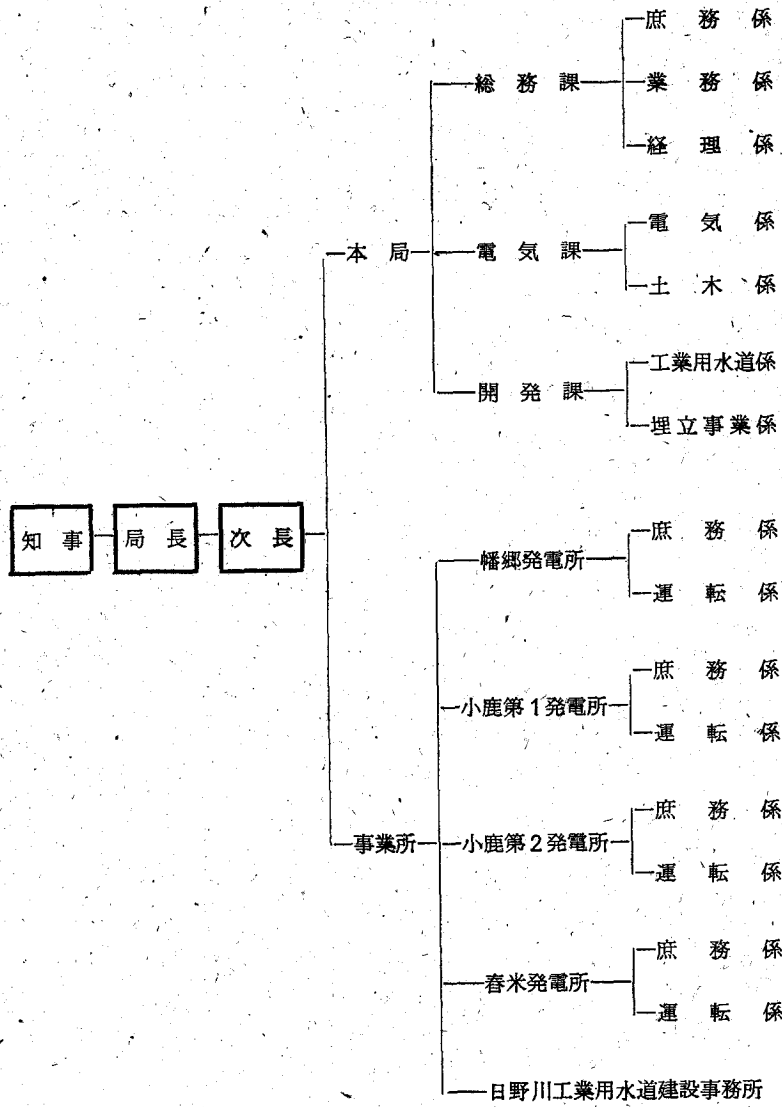 庶務係
総務課
業務係
経理係
電気係
本局
電気課
土木係
工業用水道係
開発課
埋立事業係
知事
局長
次長
庶務係
幡郷発電所
運転係
庶務係
小鹿第1発電所
運転係
庶務係
事業所
小鹿第2発電所
運転係
庶務係
春米発電所
運転係
日野川工業用水道建設事務所